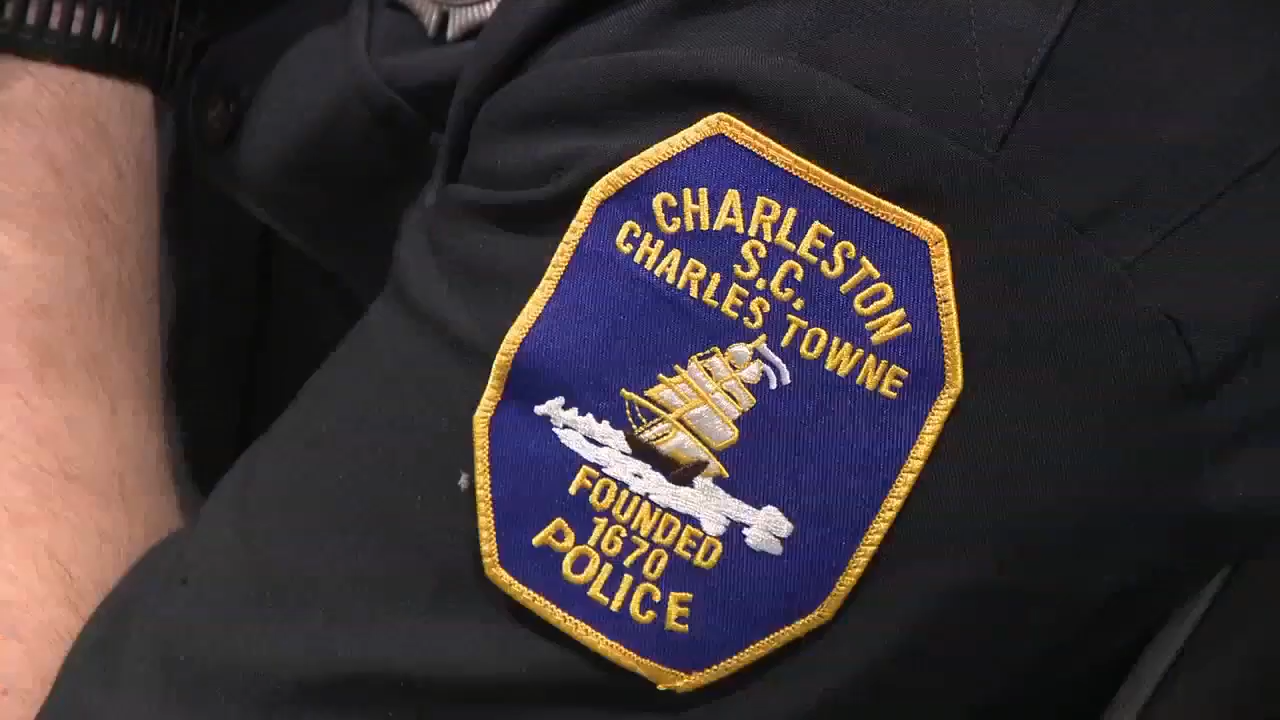 CHARLESTON
S.C.
CHARLES TOWNE
FOUNDED
1670
POLICE